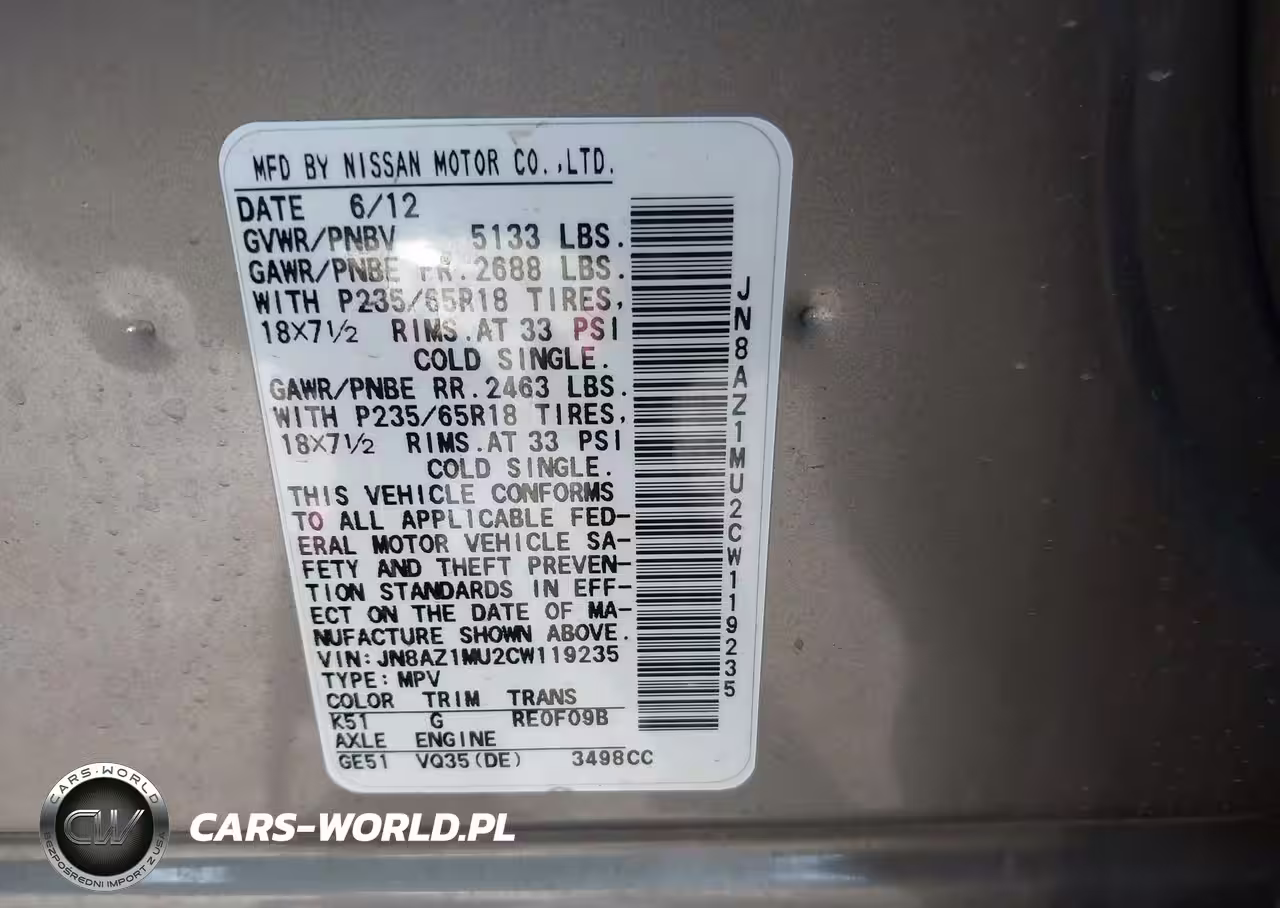 MFD BY NISSAN MOTOR CO.,LTD.
DATE 6/12
GVWR/PNBV 5133 LBS.
GAWR/PNBE FR.2688 LBS.
WITH P235/65R18 TIRES,
18X7½ RIMS.AT 33 PSI
COLD SINGLE.
GAWR/PNBE RR.2463 LBS.
WITH P235/65R18 TIRES,
18X7½ RIMS.AT 33 PSI
COLD SINGLE.
THIS VEHICLE CONFORMS
TO ALL APPLICABLE FED-
ERAL MOTOR VEHICLE SA-
FETY AND THEFT PREVEN-
TION STANDARDS IN EFF-
ECT ON THE DATE OF MA-
NUFACTURE SHOWN ABOVE.
VIN:JN8AZ1MU2CW119235
TYPE:MPV
COLOR TRIM TRANS
K51 G RE0F09B
AXLE ENGINE
GE51 VQ35(DE) 3498CC
JN8AZ1MU2CW119235
CARS-WORLD
CW
BEZPOŚREDNI IMPORT Z USA
CARS-WORLD.PL